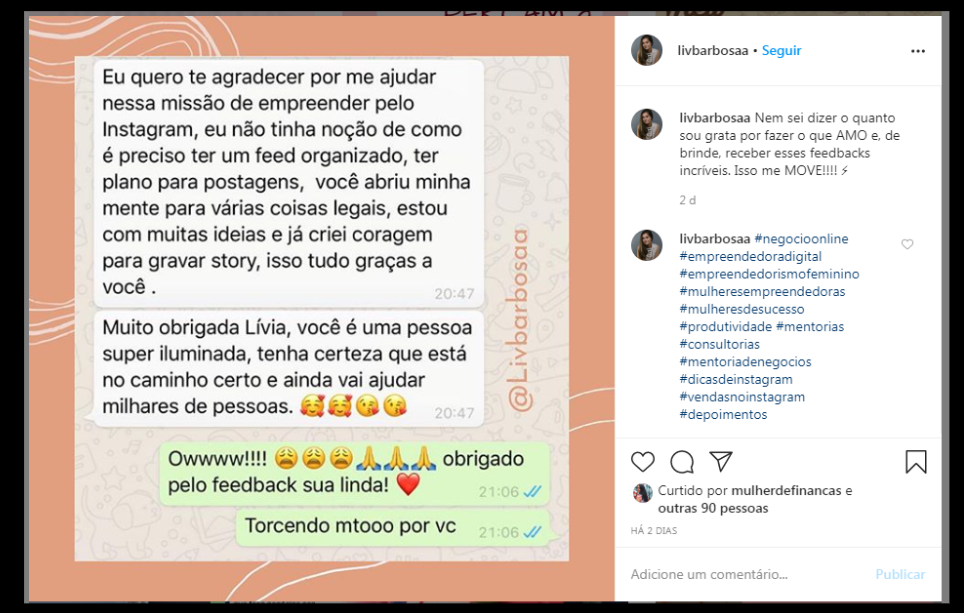 Eu quero te agradecer por me ajudar
nessa missão de empreender pelo
Instagram, eu não tinha noção de como
é preciso ter um feed organizado, ter
plano para postagens, você abriu minha
mente para várias coisas legais, estou
com muitas ideias e já criei coragem
para gravar story, isso tudo graças a
você .
20:47
Muito obrigada Lívia, você é uma pessoa
super iluminada, tenha certeza que está
no caminho certo e ainda vai ajudar
milhares de pessoas. 🥰🥰😘😘
20:47
Owwww!!!! 😩😩😩🙏🙏🙏 obrigado
pelo feedback sua linda! ❤️
21:06
Torcendo mtooo por vc
21:06
@Livbarbosaa
livbarbosaa • Seguir
livbarbosaa Nem sei dizer o quanto
sou grata por fazer o que AMO e, de
brinde, receber esses feedbacks
incríveis. Isso me MOVE!!!! ⚡
2 d
livbarbosaa #negocioonline
#empreendedoradigital
#empreendedorismofeminino
#mulheresempreendedoras
#mulheresdesucesso
#produtividade #mentorias
#consultorias
#mentoriadenegocios
#dicasdeinstagram
#vendasnoinstagram
#depoimentos
Curtido por mulherdefinancas e
outras 90 pessoas
HÁ 2 DIAS
Adicione um comentário...
Publicar